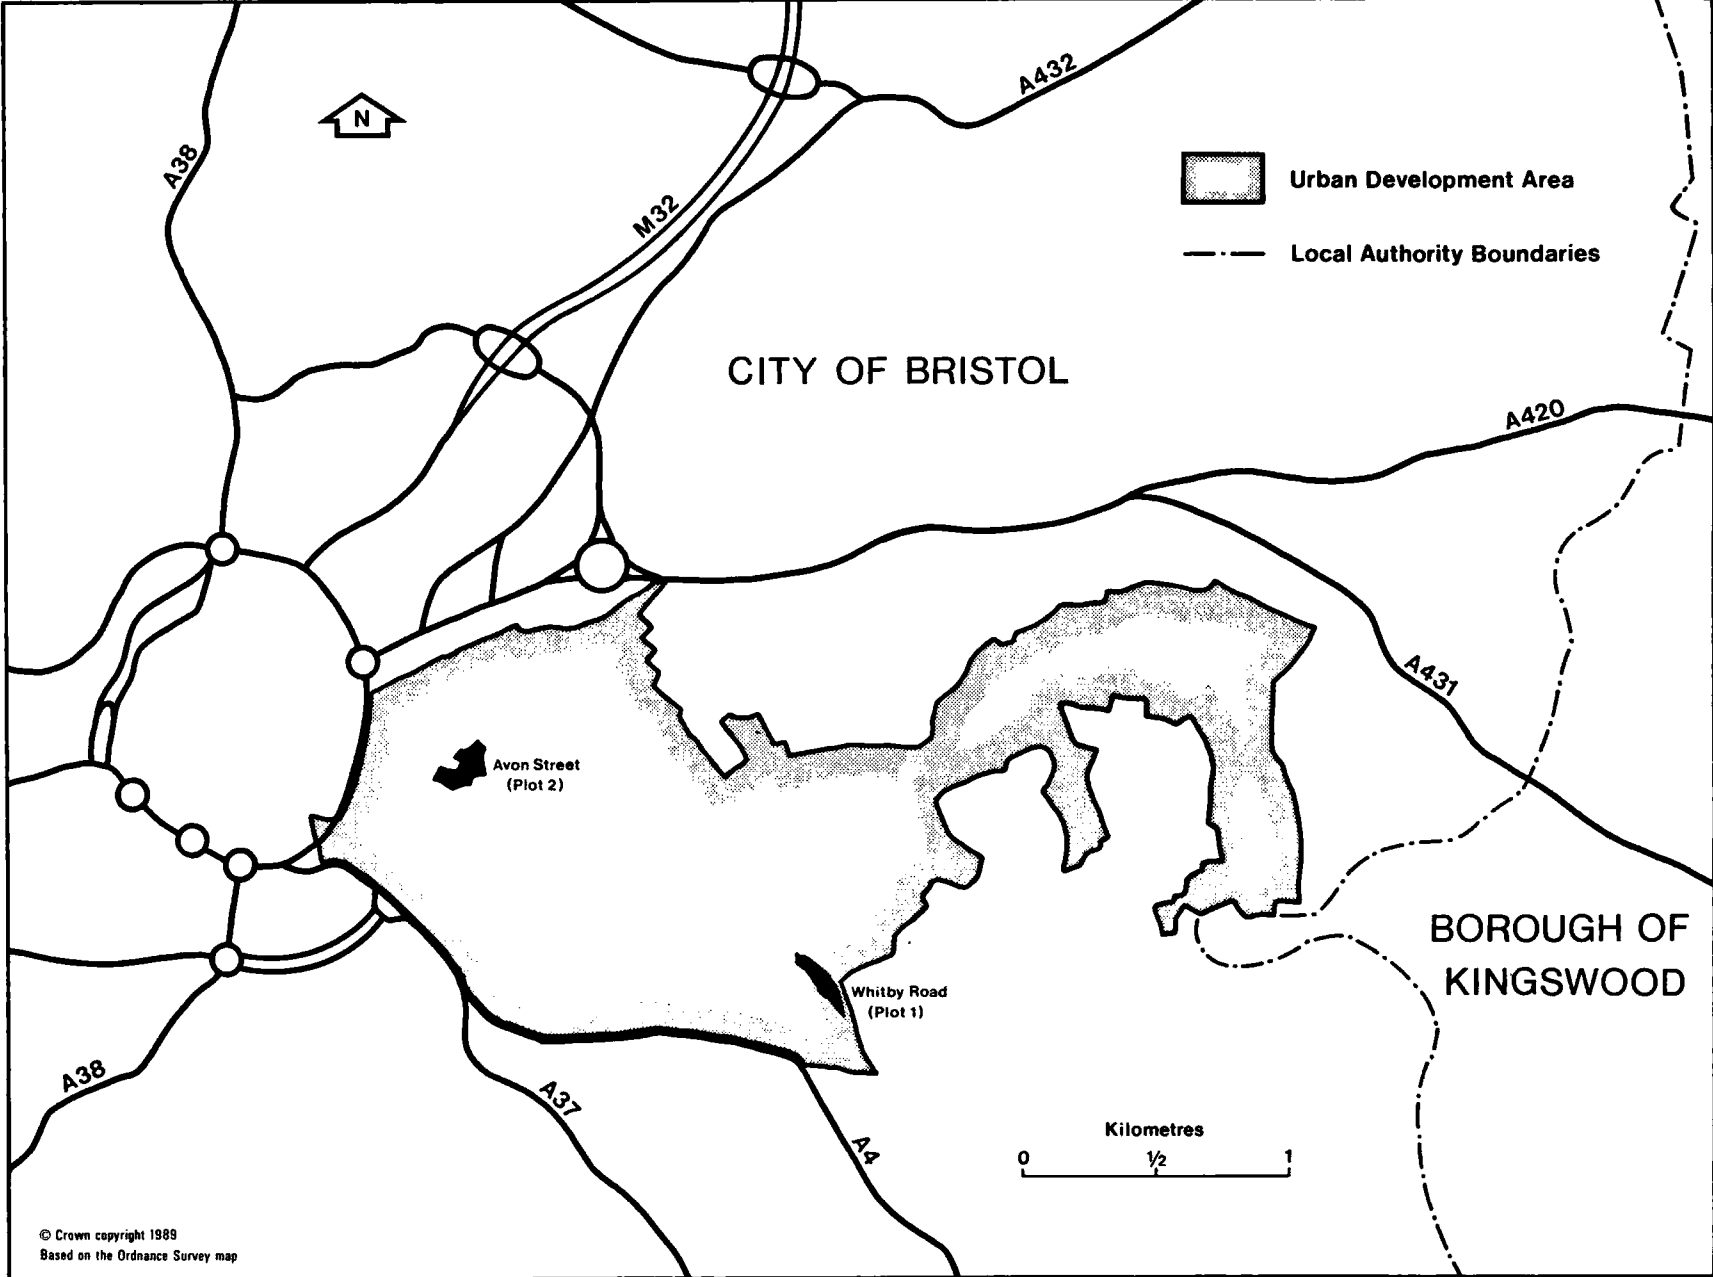 A432
N
A38
Urban Development Area
M32
Local Authority Boundaries
CITY OF BRISTOL
A420
A431
Avon Street
(Plot 2)
BOROUGH OF
KINGSWOOD
Whitby Road
(Plot 1)
A38
A37
A4
Kilometres
0 ½ 1
© Crown copyright 1989
Based on the Ordnance Survey map